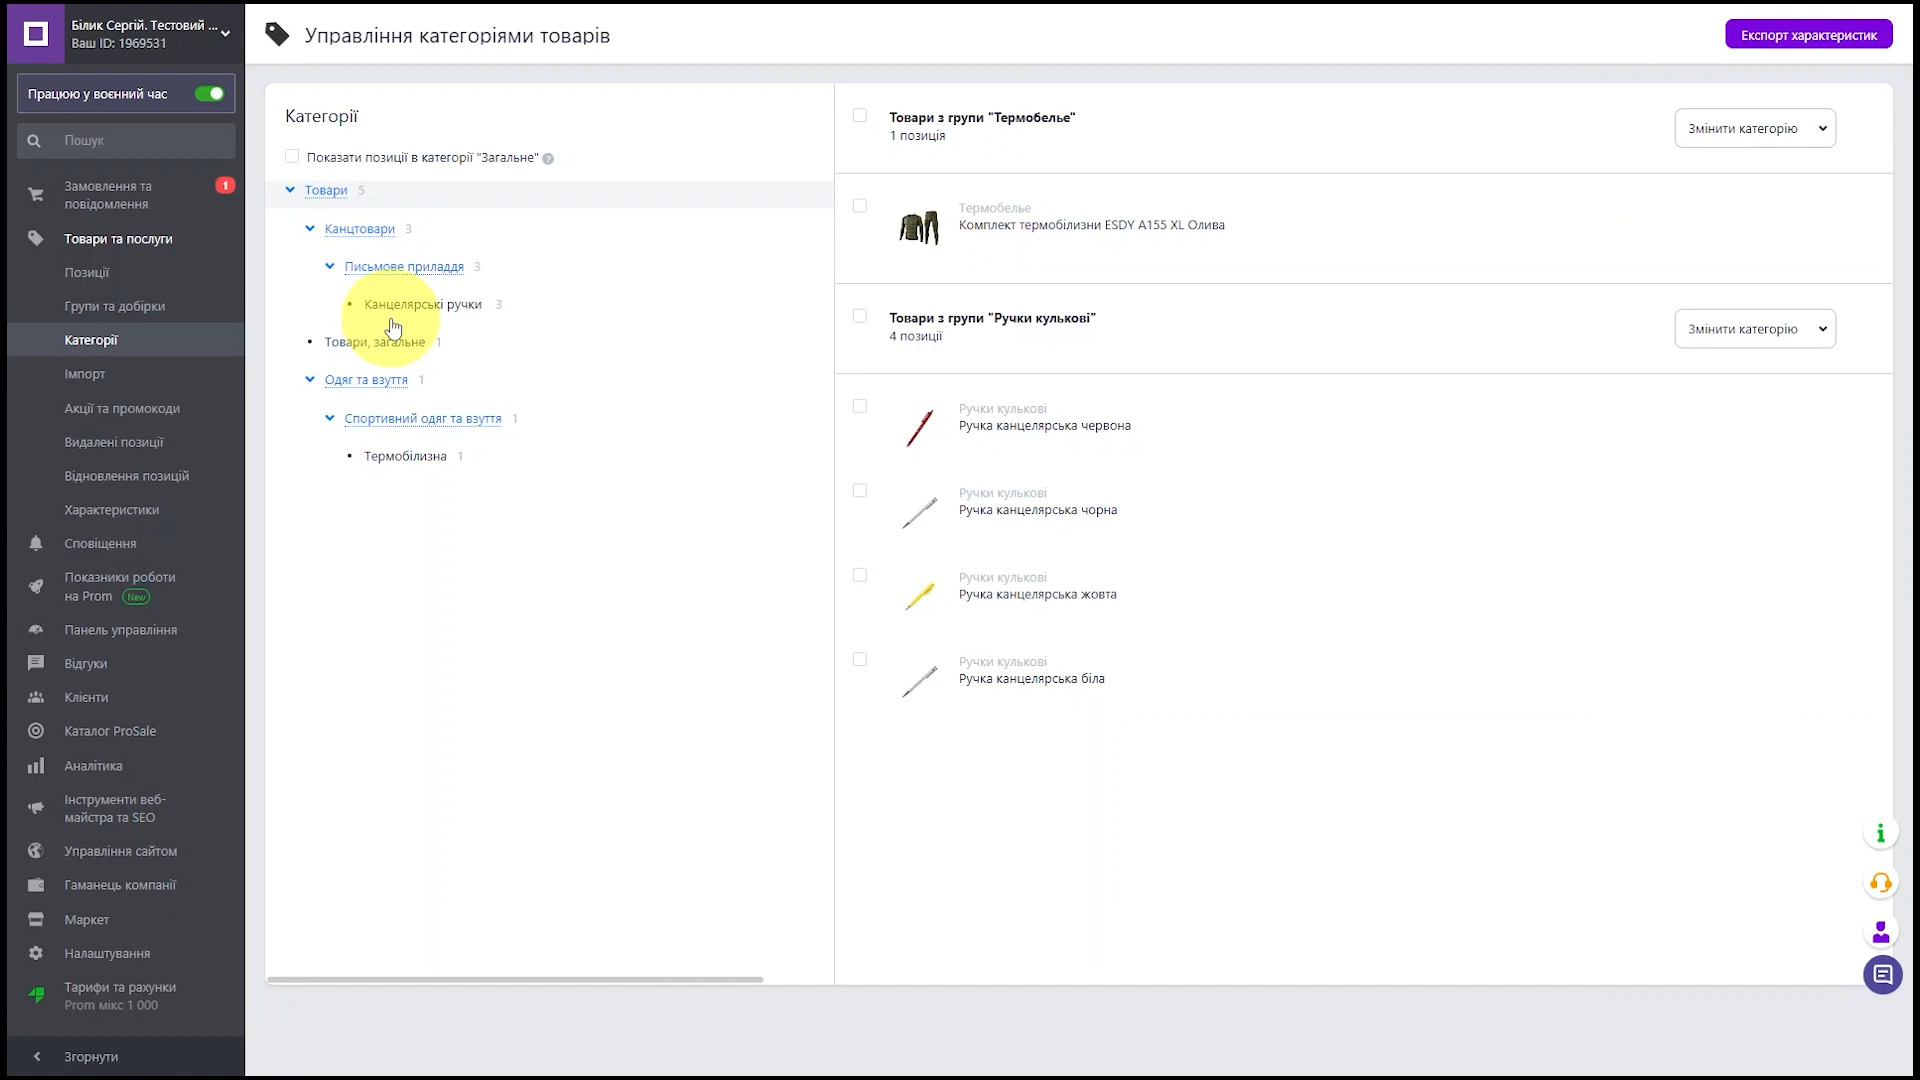 Білик Сергій. Тестовий ...
Ваш ID: 1969531
Працюю у воєнний час
Пошук
Замовлення та
повідомлення
1
Товари та послуги
Позиції
Групи та добірки
Категорії
Імпорт
Акції та промокоди
Видалені позиції
Відновлення позицій
Характеристики
Сповіщення
Показники роботи
на Prom New
Панель управління
Відгуки
Клієнти
Каталог ProSale
Аналітика
Інструменти веб-
майстра та SEO
Управління сайтом
Гаманець компанії
Маркет
Налаштування
Тарифи та рахунки
Prom мікс 1 000
Згорнути
Управління категоріями товарів
Експорт характеристик
Категорії
Показати позиції в категорії "Загальне" ?
Товари 5
Канцтовари 3
Письмове приладдя 3
• Канцелярські ручки 3
• Товари, загальне 1
Одяг та взуття 1
Спортивний одяг та взуття 1
• Термобілизна 1
Товари з групи "Термобелье"
1 позиція
Змінити категорію
Термобелье
Комплект термобілизни ESDY A155 XL Олива
Товари з групи "Ручки кулькові"
4 позиції
Змінити категорію
Ручки кулькові
Ручка канцелярська червона
Ручки кулькові
Ручка канцелярська чорна
Ручки кулькові
Ручка канцелярська жовта
Ручки кулькові
Ручка канцелярська біла